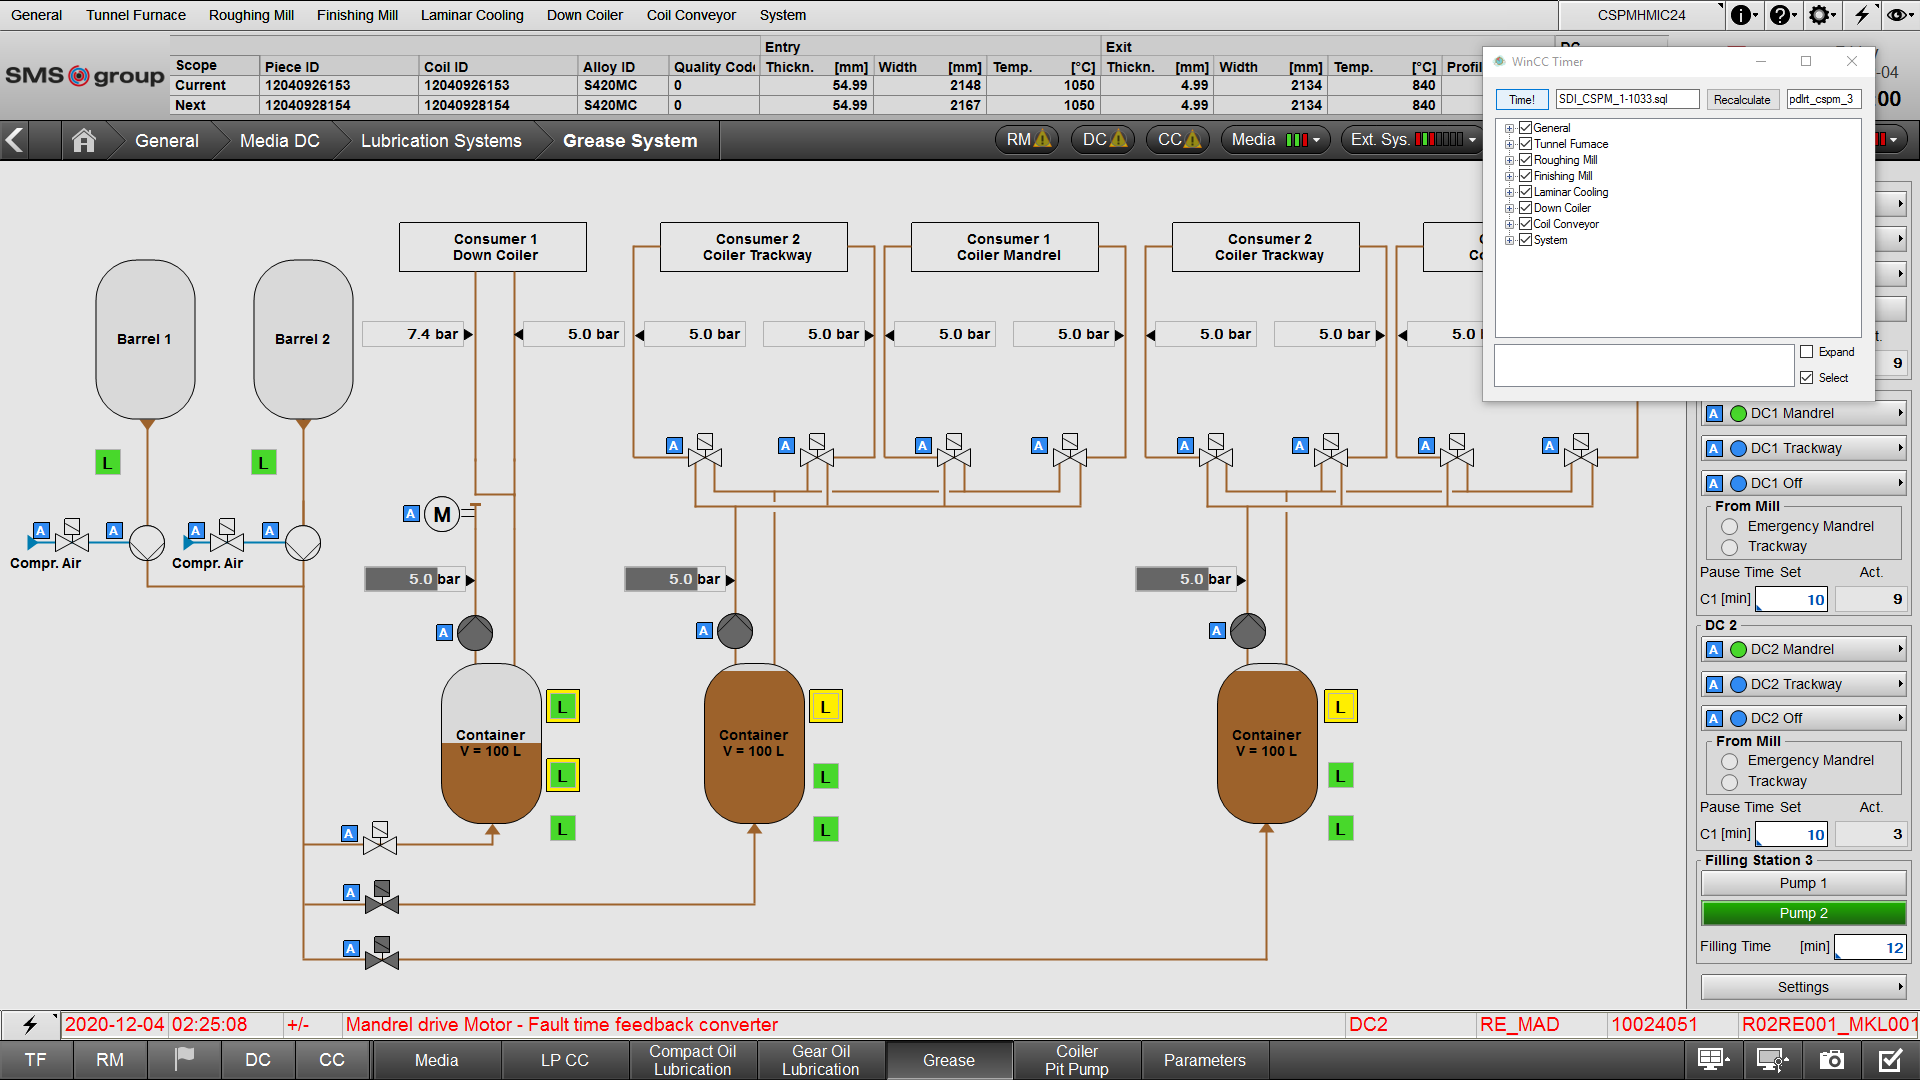 General Tunnel Furnace Roughing Mill Finishing Mill Laminar Cooling Down Coiler Coil Conveyor System CSPMHMIC24
SMS group
Entry Exit
Scope Piece ID Coil ID Alloy ID Quality Code Thickn. [mm] Width [mm] Temp. [°C] Thickn. [mm] Width [mm] Temp. [°C] Profil
Current 12040926153 12040926153 S420MC 0 54.99 2148 1050 4.99 2134 840
Next 12040928154 12040928154 S420MC 0 54.99 2167 1050 4.99 2134 840
-04
00
General Media DC Lubrication Systems Grease System RM DC CC Media Ext. Sys.
WinCC Timer
Time! SDI_CSPM_1-1033.sql Recalculate pdlrt_cspm_3
General
Tunnel Furnace
Roughing Mill
Finishing Mill
Laminar Cooling
Down Coiler
Coil Conveyor
System
Expand
Select
Consumer 1
Down Coiler
Consumer 2
Coiler Trackway
Consumer 1
Coiler Mandrel
Consumer 2
Coiler Trackway
Barrel 1 Barrel 2
7.4 bar 5.0 bar 5.0 bar 5.0 bar 5.0 bar 5.0 bar 5.0 bar 5.0 bar 5.0
t.
9
L L
A A A A A A A A
A M
A A A A
Compr. Air Compr. Air
5.0 bar 5.0 bar 5.0 bar
A A A
L L L
Container
V = 100 L
Container
V = 100 L
Container
V = 100 L
L L L
L L L
A
A
A
A DC1 Mandrel
A DC1 Trackway
A DC1 Off
From Mill
Emergency Mandrel
Trackway
Pause Time Set Act.
C1 [min] 10 9
DC 2
A DC2 Mandrel
A DC2 Trackway
A DC2 Off
From Mill
Emergency Mandrel
Trackway
Pause Time Set Act.
C1 [min] 10 3
Filling Station 3
Pump 1
Pump 2
Filling Time [min] 12
Settings
2020-12-04 02:25:08 +/- Mandrel drive Motor - Fault time feedback converter DC2 RE_MAD 10024051 R02RE001_MKL001
TF RM DC CC Media LP CC Compact Oil Lubrication Gear Oil Lubrication Grease Coiler Pit Pump Parameters